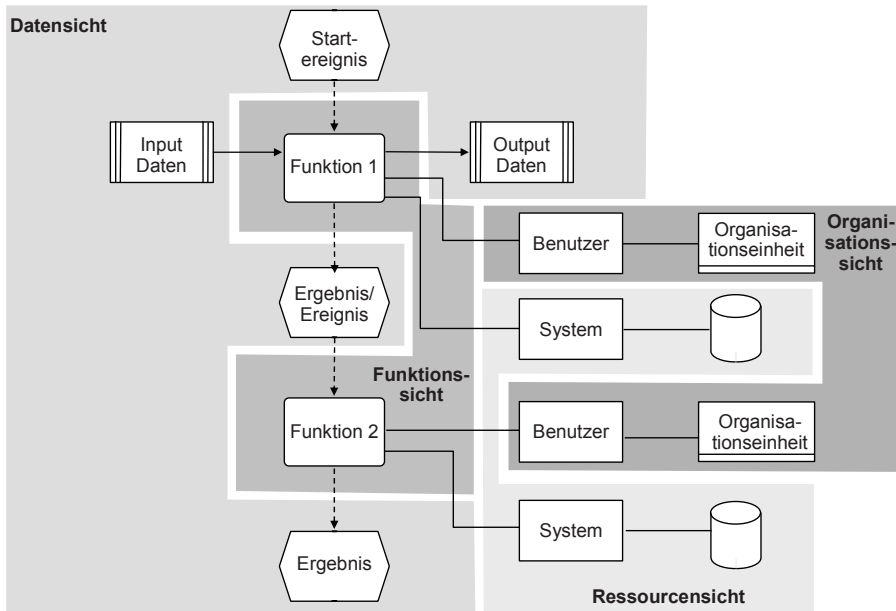 Datensicht
Start-
ereignis
Input
Daten
Funktion 1
Output
Daten
Benutzer
Organisa-
tionseinheit
Organi-
sations-
sicht
Ergebnis/
Ereignis
System
Funktions-
sicht
Funktion 2
Benutzer
Organisa-
tionseinheit
Ergebnis
System
Ressourcensicht